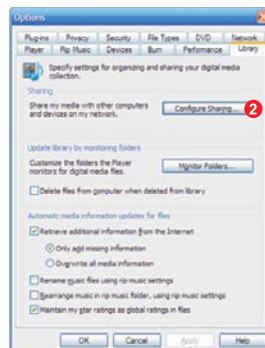 Options
Plug-ins Privacy Security File Types DVD Network
Player Rip Music Devices Burn Performance Library
Specify settings for organizing and sharing your digital media
collection.
Sharing
Share my media with other computers
and devices on my network.
Configure Sharing...
2
Update library by monitoring folders
Customize the folders the Player
monitors for digital media files.
Monitor Folders...
Delete files from computer when deleted from library
Automatic media information updates for files
Retrieve additional information from the Internet
Only add missing information
Overwrite all media information
Rename music files using rip music settings
Rearrange music in rip music folder, using rip music settings
Maintain my star ratings as global ratings in files
OK Cancel Apply Help